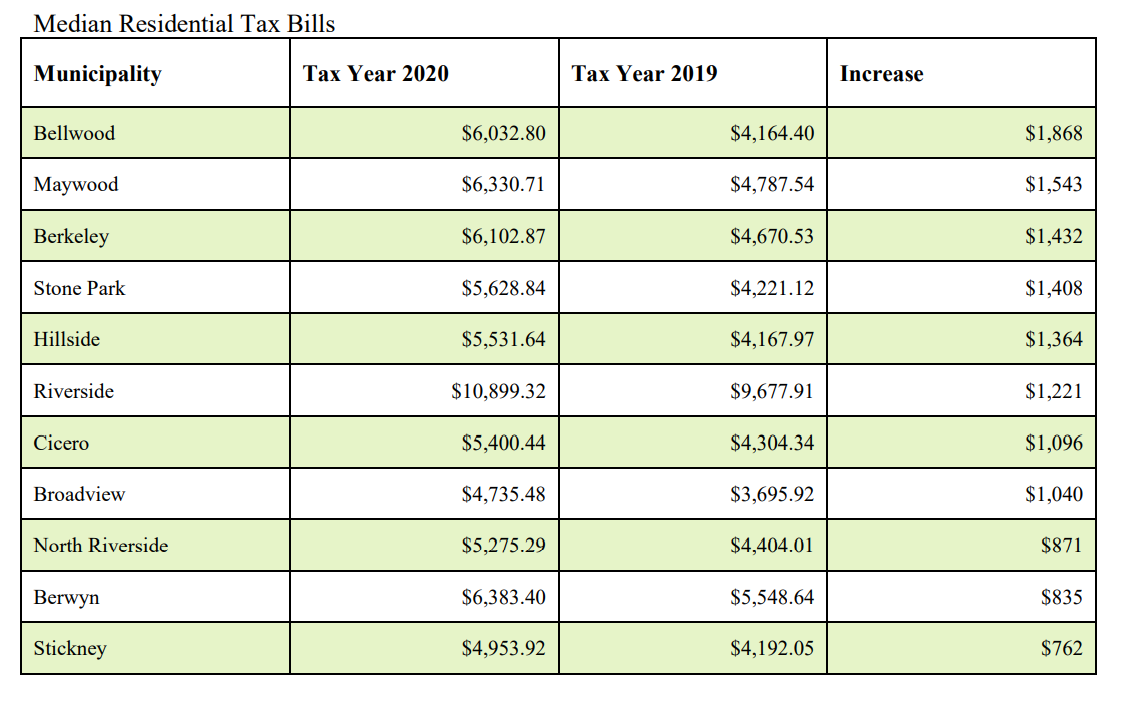 Median Residential Tax Bills
Municipality Tax Year 2020 Tax Year 2019 Increase
Bellwood $6,032.80 $4,164.40 $1,868
Maywood $6,330.71 $4,787.54 $1,543
Berkeley $6,102.87 $4,670.53 $1,432
Stone Park $5,628.84 $4,221.12 $1,408
Hillside $5,531.64 $4,167.97 $1,364
Riverside $10,899.32 $9,677.91 $1,221
Cicero $5,400.44 $4,304.34 $1,096
Broadview $4,735.48 $3,695.92 $1,040
North Riverside $5,275.29 $4,404.01 $871
Berwyn $6,383.40 $5,548.64 $835
Stickney $4,953.92 $4,192.05 $762